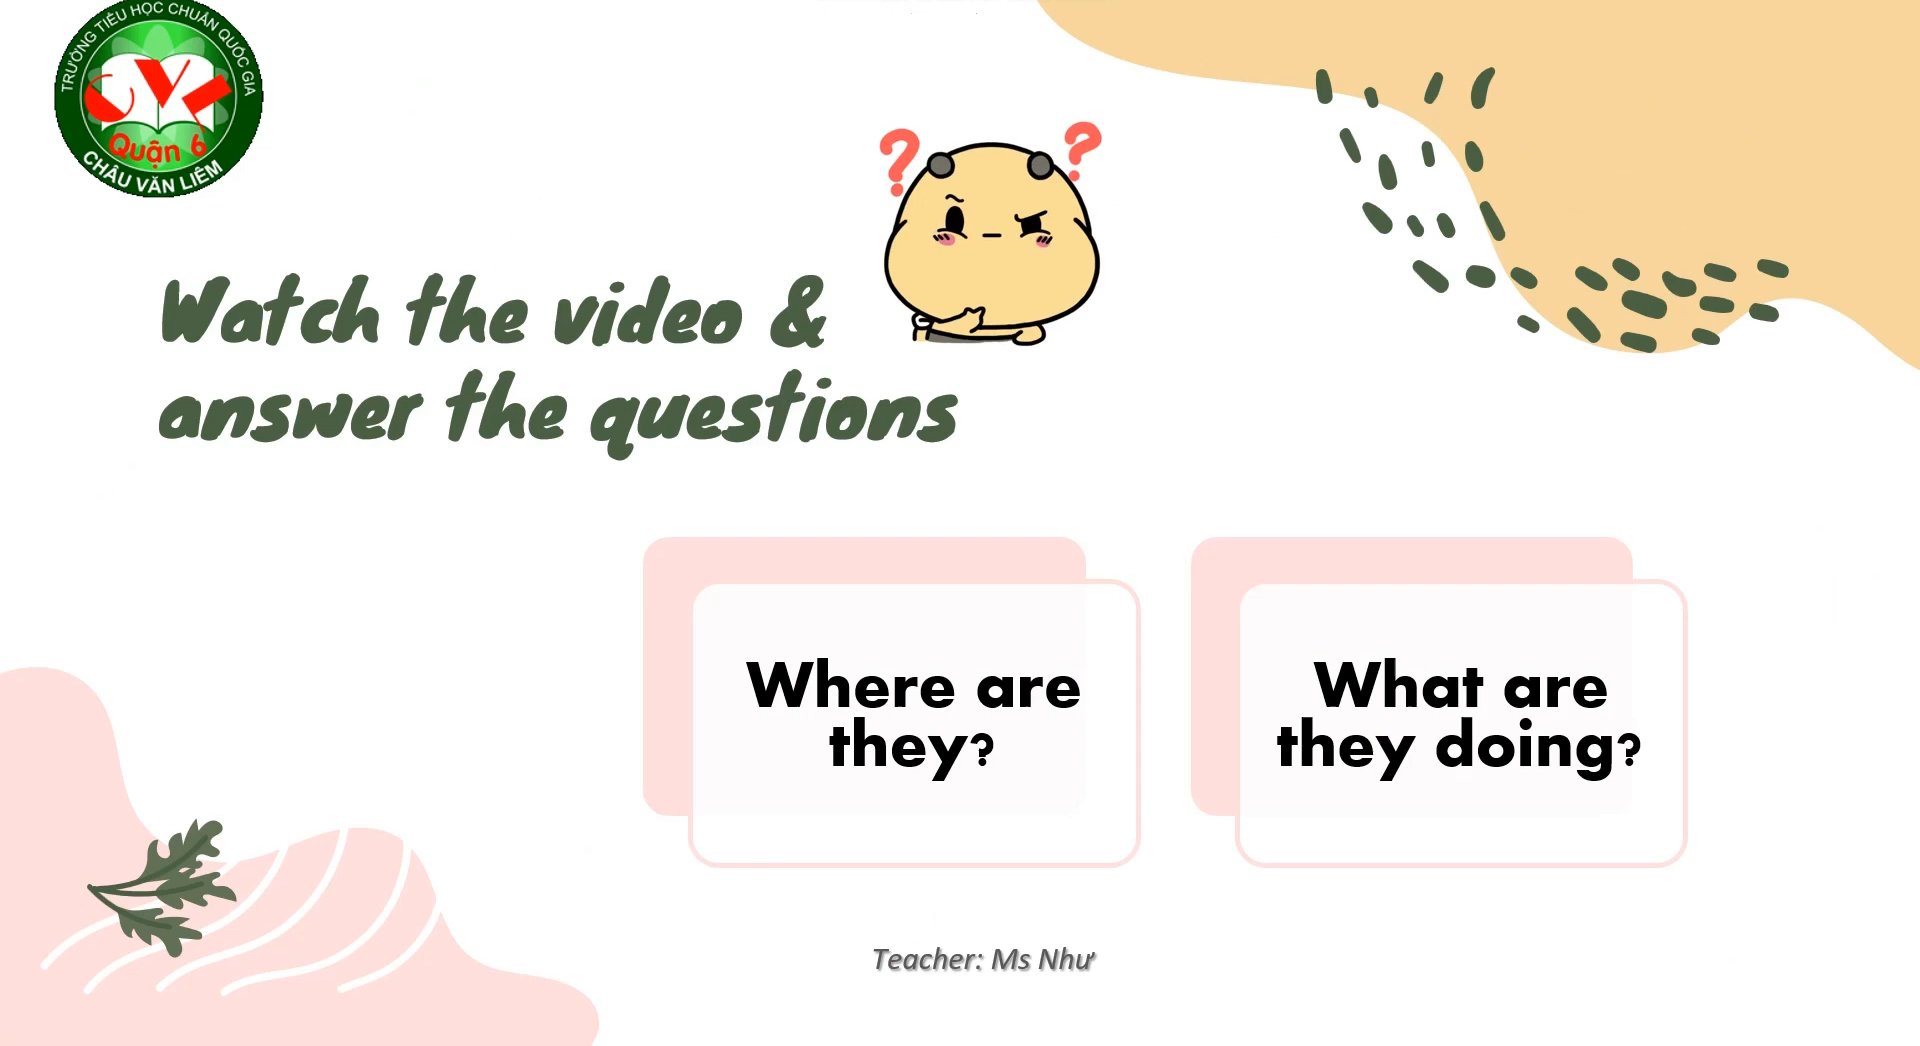 TRƯỜNG TIỂU HỌC CHUẨN QUỐC GIA
CVL
Quận 6
CHÂU VĂN LIÊM
? ?
Watch the video &
answer the questions
Where are
they?
What are
they doing?
Teacher: Ms Như